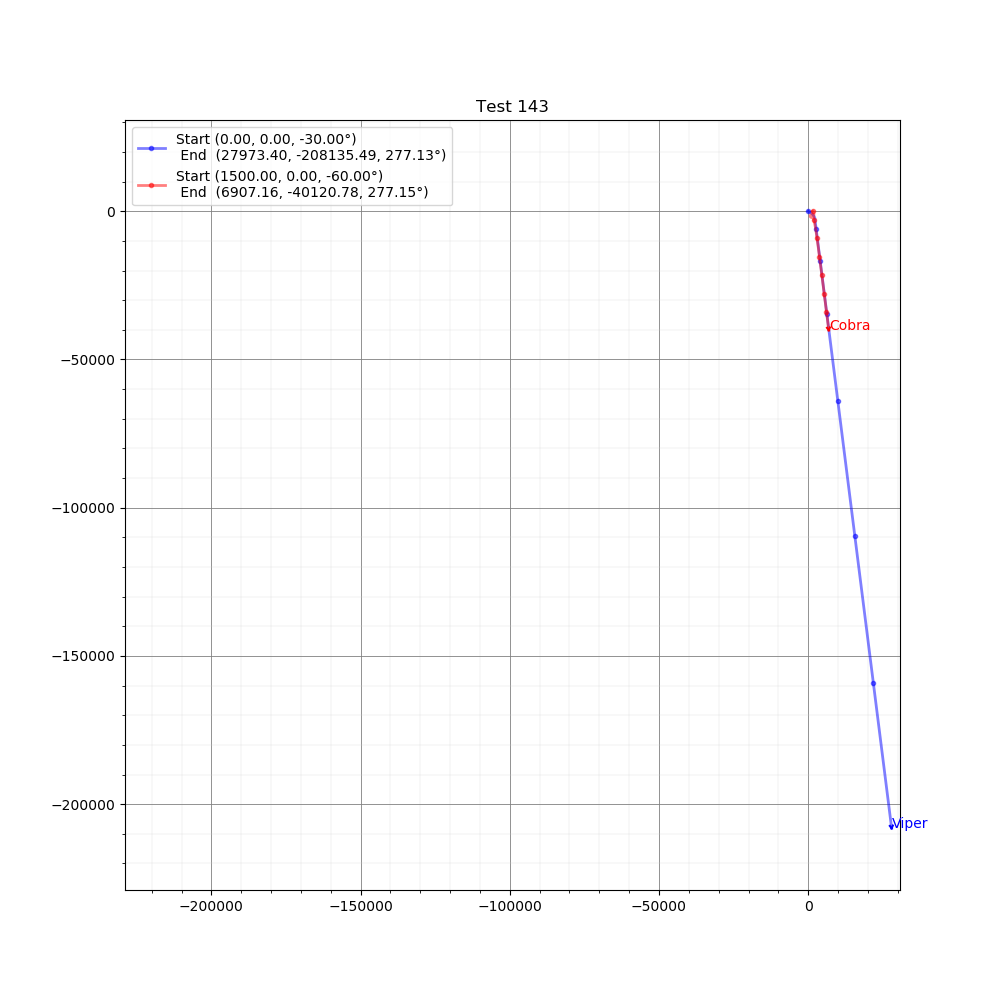 Test 143
Start (0.00, 0.00, -30.00°)
End  (27973.40, -208135.49, 277.13°)
Start (1500.00, 0.00, -60.00°)
End  (6907.16, -40120.78, 277.15°)
0
−50000
−100000
−150000
−200000
Cobra
Viper
−200000
−150000
−100000
−50000
0